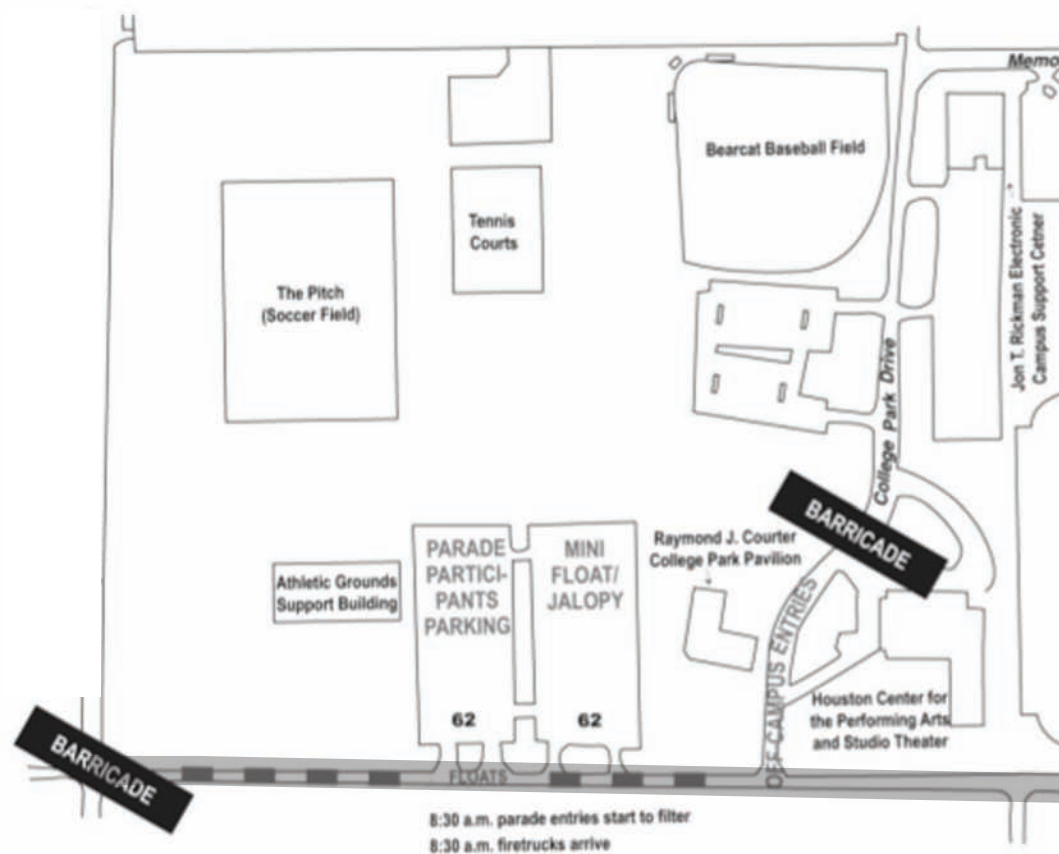 Memo
Bearcat Baseball Field
Tennis
Courts
The Pitch
(Soccer Field)
Jon T. Rickman Electronic
Campus Support Cetner
College Park Drive
BARRICADE
Raymond J. Courter
College Park Pavilion
PARADE
PARTICI-
PANTS
PARKING
MINI
FLOAT/
JALOPY
Athletic Grounds
Support Building
OFF CAMPUS ENTRIES
Houston Center for
the Performing Arts
and Studio Theater
62
62
BARRICADE
FLOATS
8:30 a.m. parade entries start to filter
8:30 a.m. firetrucks arrive